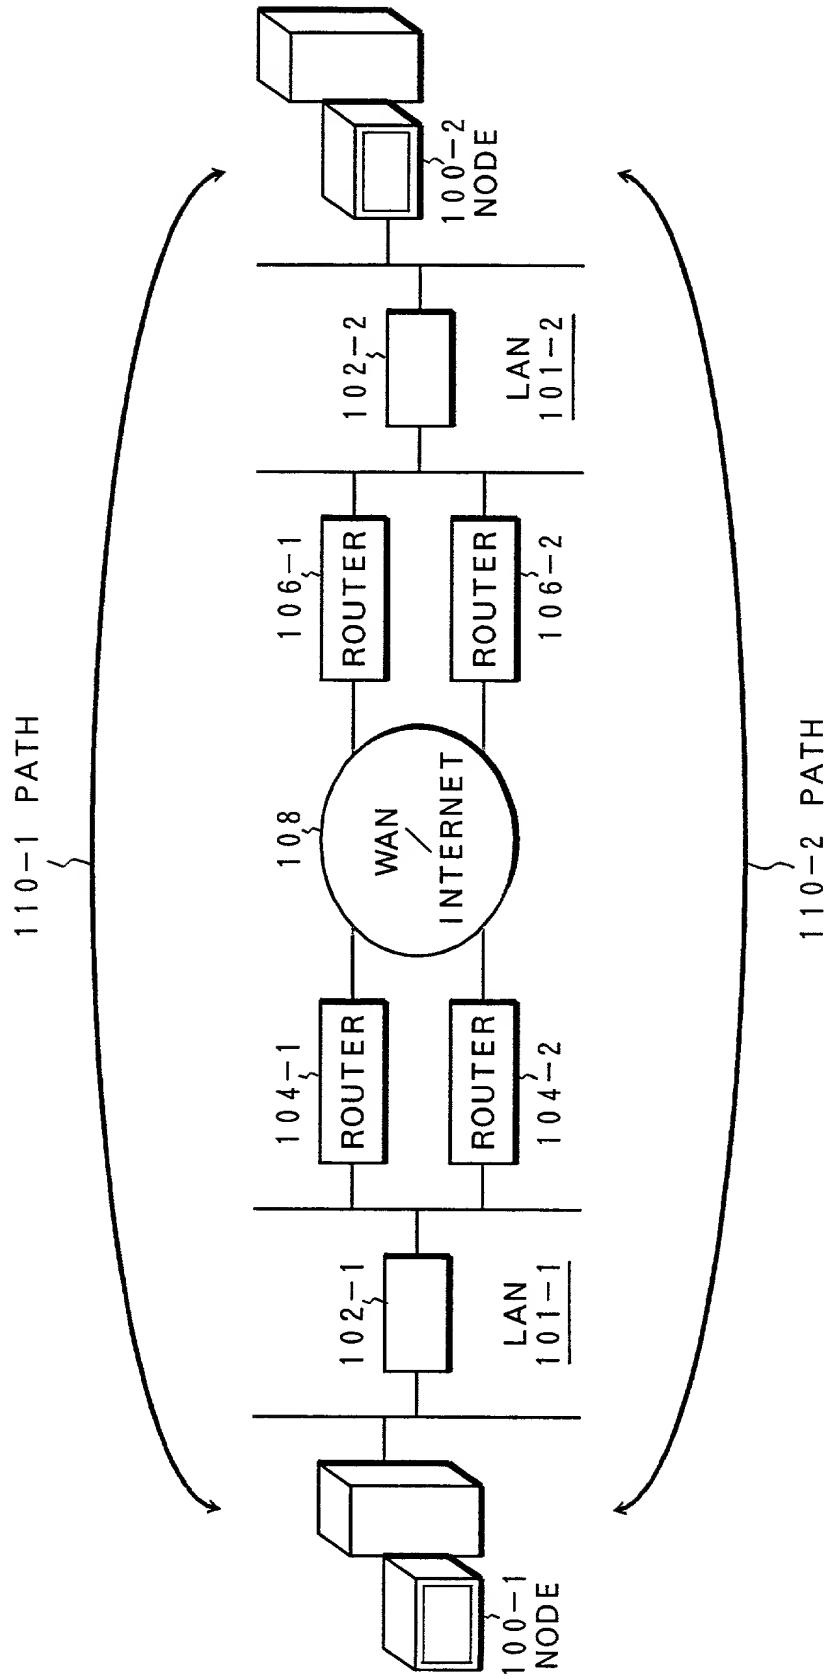 110-1 PATH
104-1
108
106-1
102-1
102-2
ROUTER
WAN
INTERNET
ROUTER
100-2
NODE
ROUTER
ROUTER
100-1
NODE
LAN
101-1
104-2
106-2
LAN
101-2
110-2 PATH